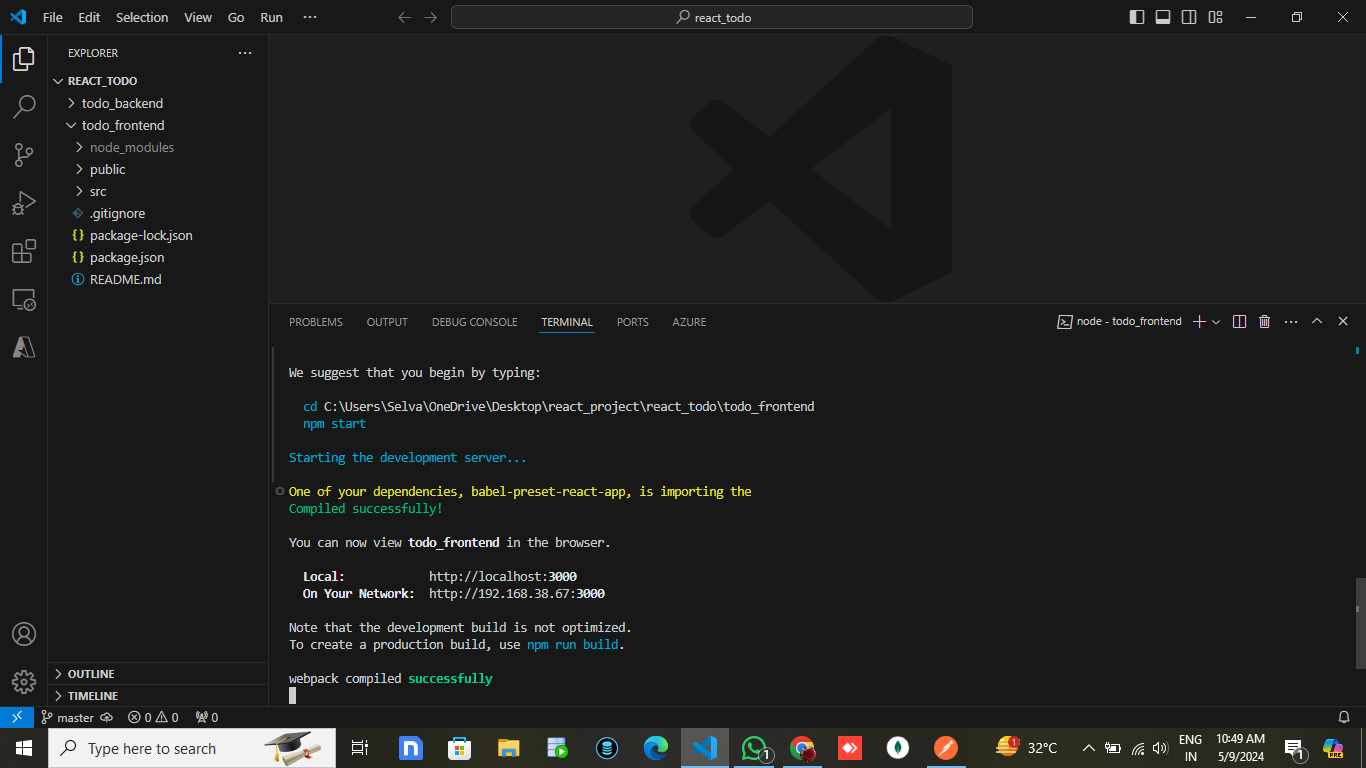 File Edit Selection View Go Run ···
react_todo
EXPLORER ···
REACT_TODO
todo_backend
todo_frontend
node_modules
public
src
.gitignore
{} package-lock.json
{} package.json
README.md
OUTLINE
TIMELINE
PROBLEMS OUTPUT DEBUG CONSOLE TERMINAL PORTS AZURE
node - todo_frontend
We suggest that you begin by typing:
cd C:\Users\Selva\OneDrive\Desktop\react_project\react_todo\todo_frontend
npm start
Starting the development server...
One of your dependencies, babel-preset-react-app, is importing the
Compiled successfully!
You can now view todo_frontend in the browser.
Local: http://localhost:3000
On Your Network: http://192.168.38.67:3000
Note that the development build is not optimized.
To create a production build, use npm run build.
webpack compiled successfully
master 0 0 0
Type here to search
n
1
1
32°C
ENG
IN
10:49 AM
5/9/2024
1
PRE